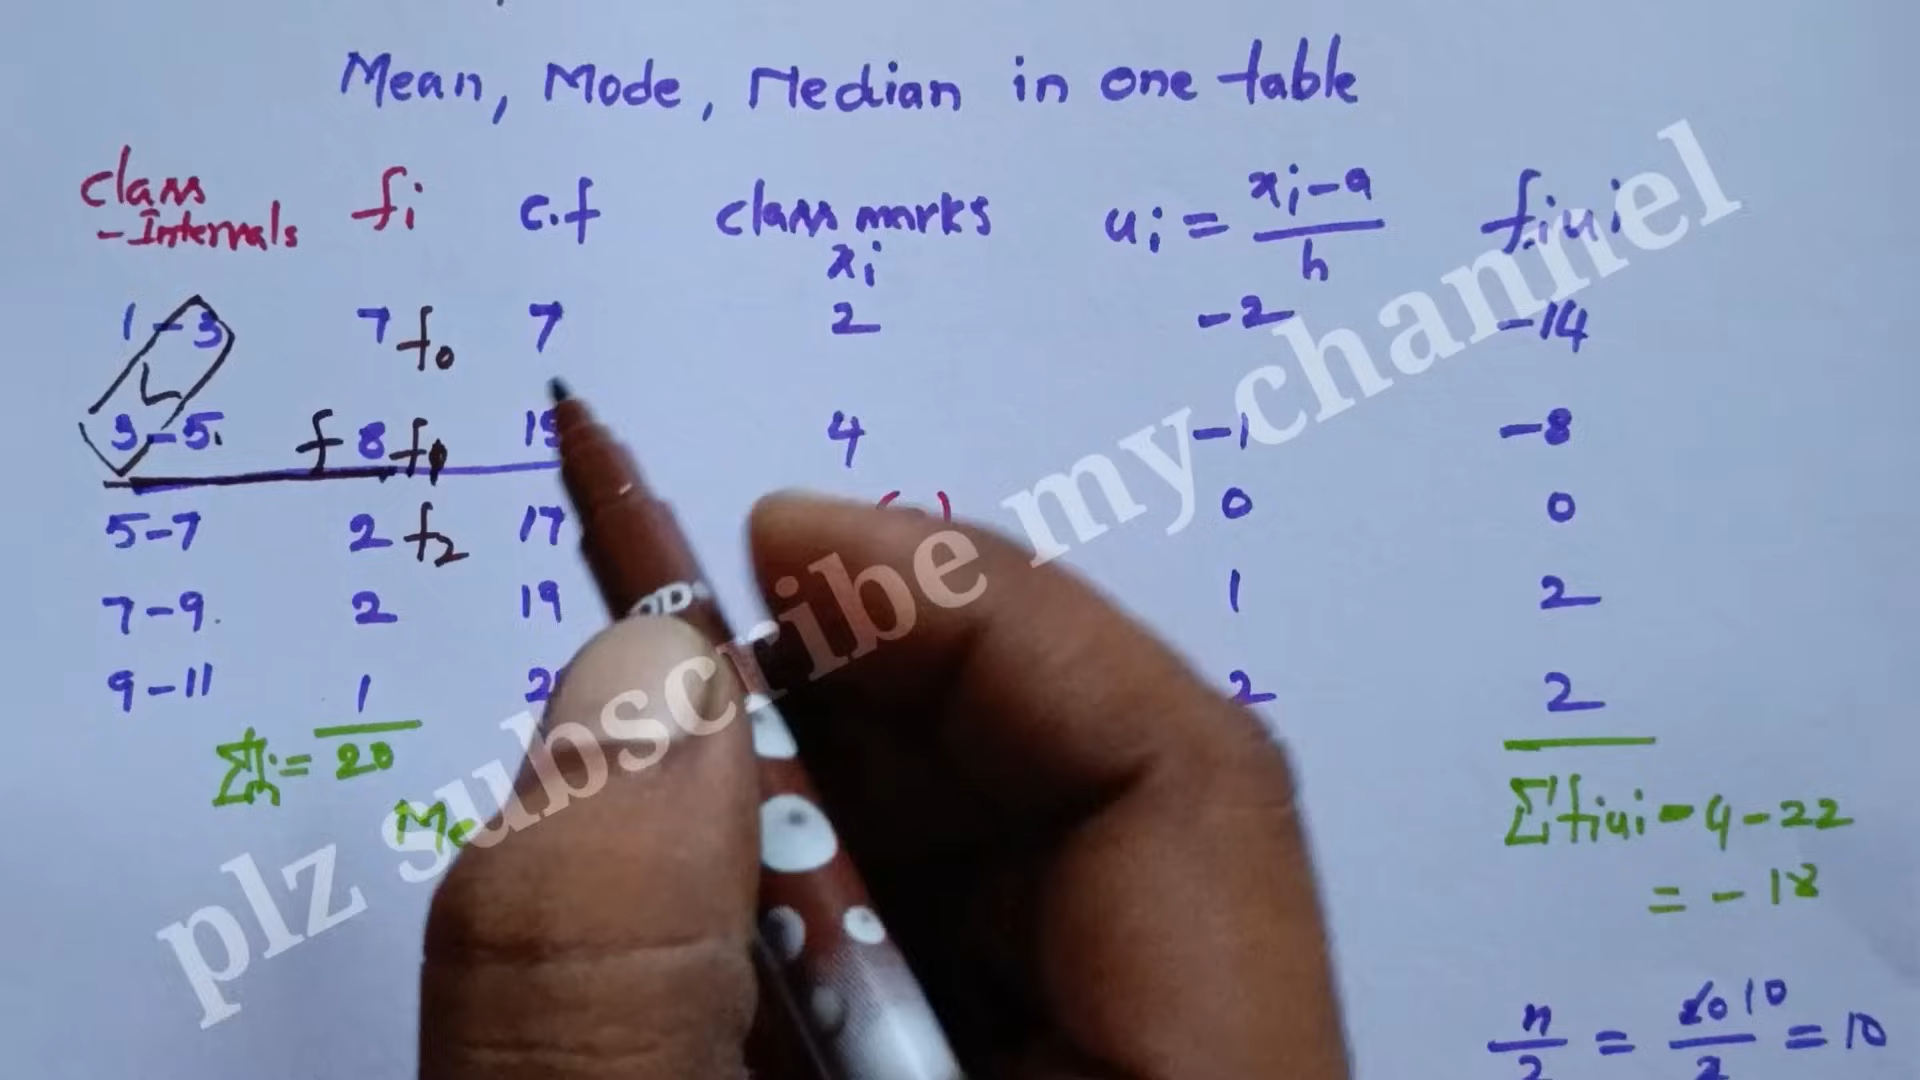 Mean, Mode, Median in one table
class fi c.f class marks ui = xi-a/h fiui
-Intervals xi
1-3 7 f0 7 2 -2 -14
L
3-5. f 8 f1 15 4 -1 -8
5-7 2 f2 17 0 0
7-9. 2 19 1 2
9-11 1 2 2
Σfi = 20
n
Σfiui = 4-22
= -18
n/2 = 20/2 10 = 10
plz subscribe my channel